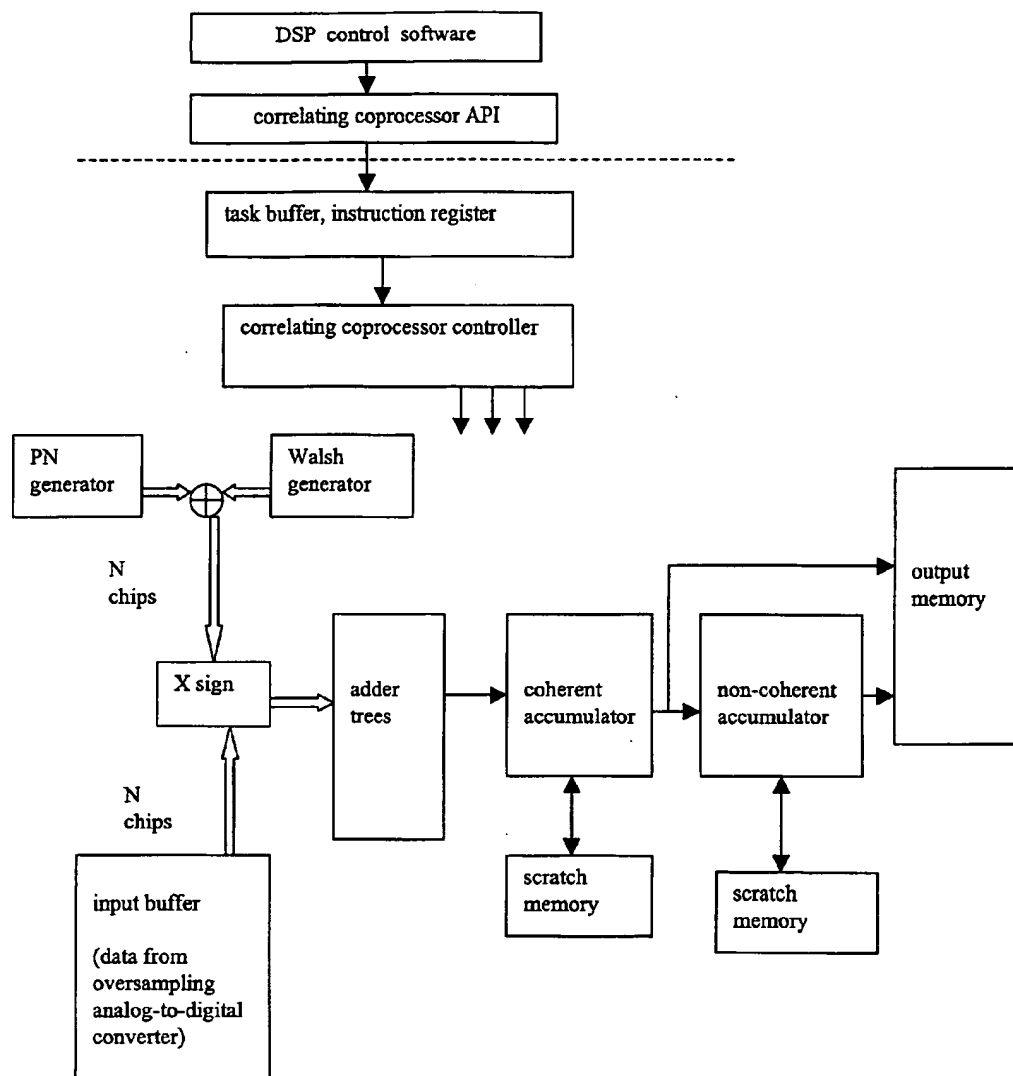 DSP control software
correlating coprocessor API
task buffer, instruction register
correlating coprocessor controller
PN
generator
Walsh
generator
N
chips
output
memory
X sign
adder
trees
coherent
accumulator
non-coherent
accumulator
N
chips
scratch
memory
scratch
memory
input buffer
(data from
oversampling
analog-to-digital
converter)